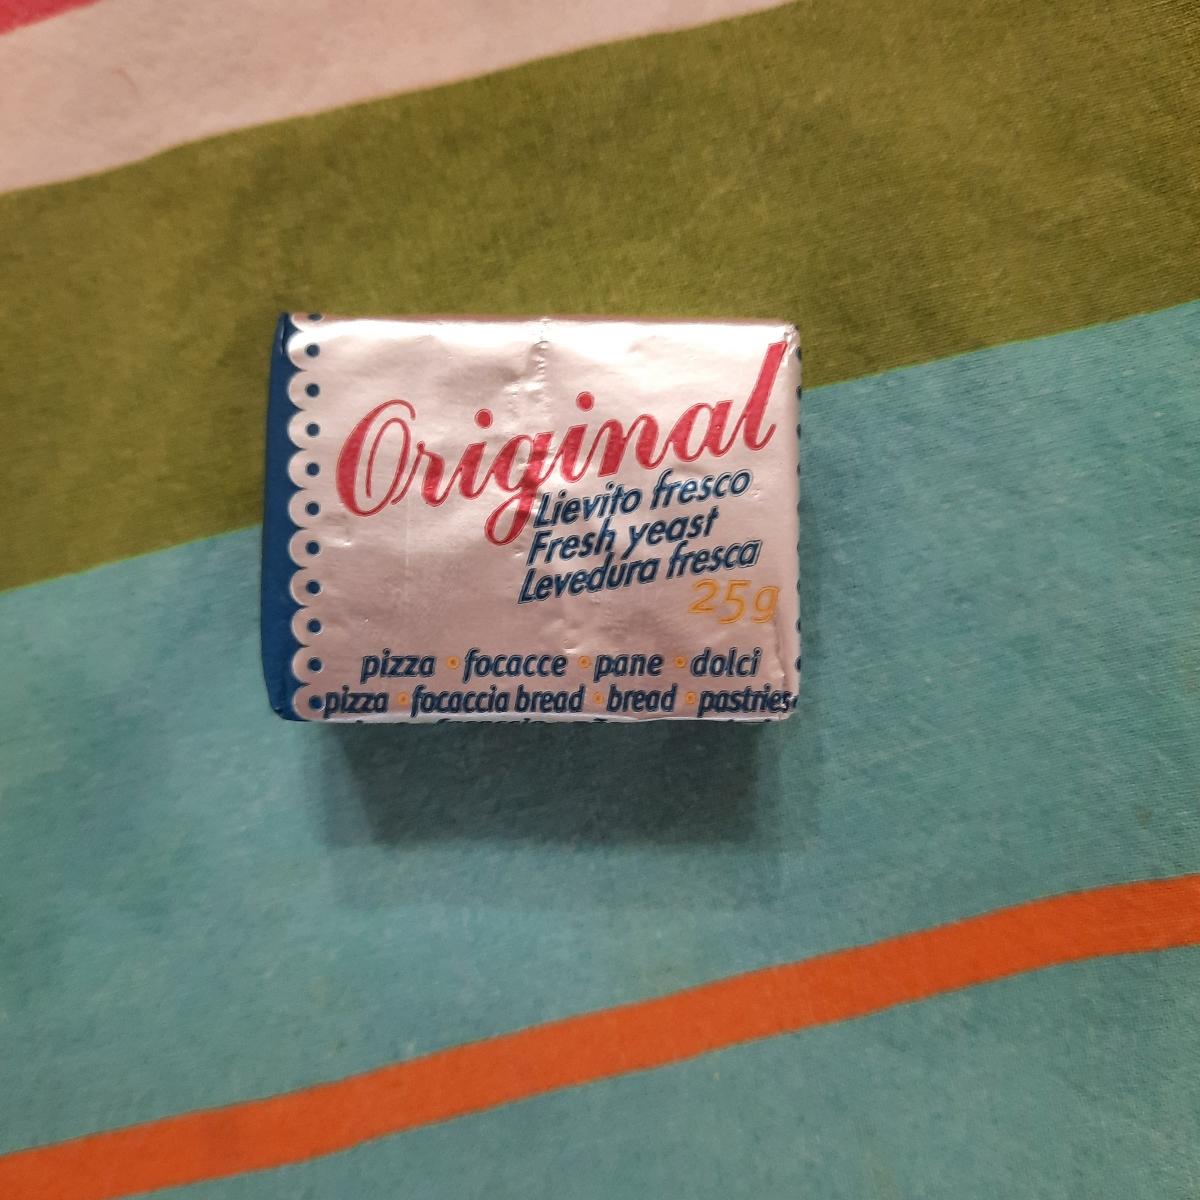 Original
Lievito fresco
Fresh yeast
Levedura fresca
25g
pizza • focacce • pane • dolci
pizza • focaccia bread • bread • pastries